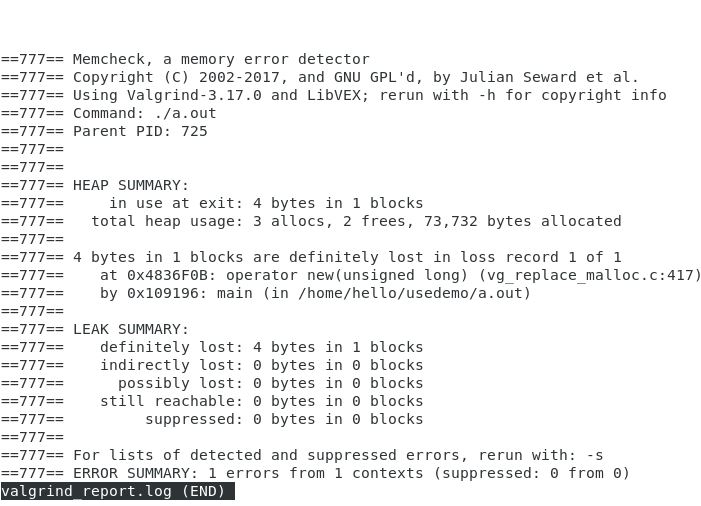 ==777== Memcheck, a memory error detector
==777== Copyright (C) 2002-2017, and GNU GPL'd, by Julian Seward et al.
==777== Using Valgrind-3.17.0 and LibVEX; rerun with -h for copyright info
==777== Command: ./a.out
==777== Parent PID: 725
==777==
==777==
==777== HEAP SUMMARY:
==777==     in use at exit: 4 bytes in 1 blocks
==777==   total heap usage: 3 allocs, 2 frees, 73,732 bytes allocated
==777==
==777== 4 bytes in 1 blocks are definitely lost in loss record 1 of 1
==777==    at 0x4836F0B: operator new(unsigned long) (vg_replace_malloc.c:417)
==777==    by 0x109196: main (in /home/hello/usedemo/a.out)
==777==
==777== LEAK SUMMARY:
==777==    definitely lost: 4 bytes in 1 blocks
==777==    indirectly lost: 0 bytes in 0 blocks
==777==      possibly lost: 0 bytes in 0 blocks
==777==    still reachable: 0 bytes in 0 blocks
==777==         suppressed: 0 bytes in 0 blocks
==777==
==777== For lists of detected and suppressed errors, rerun with: -s
==777== ERROR SUMMARY: 1 errors from 1 contexts (suppressed: 0 from 0)
valgrind_report.log (END)